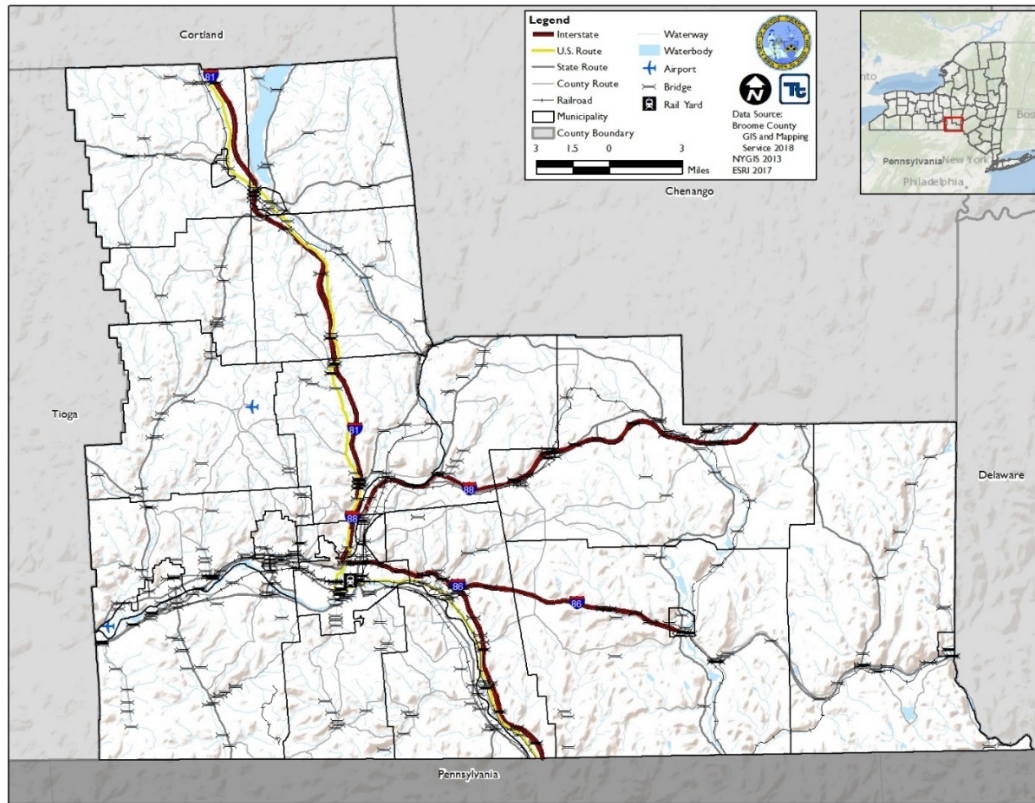 Cortland
81
Legend
Interstate
U.S. Route
State Route
County Route
Railroad
Municipality
County Boundary
Waterway
Waterbody
Airport
Bridge
Rail Yard
N
Tt
Data Source:
Broome County
GIS and Mapping
Service 2018
NYGIS 2013
ESRI 2017
3 1.5 0 3
Miles
Pennsylvania
New York
Philadelphia
Chenango
Tioga
81
88
88
Delaware
86
Pennsylvania